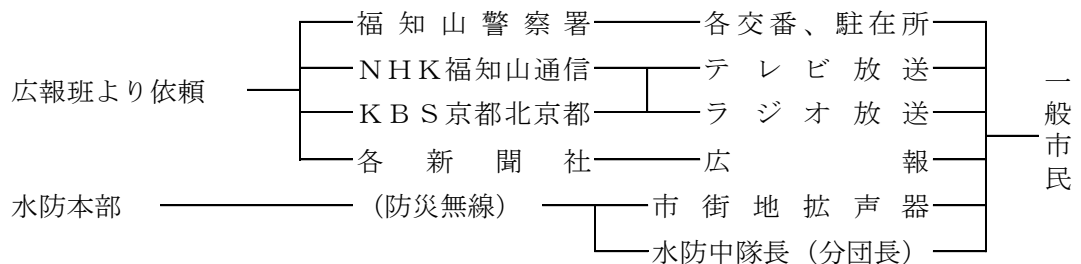 福知山警察署 各交番、駐在所
NHK福知山通信 テレビ放送
広報班より依頼
KBS京都北京都 ラジオ放送
各新聞社 広報
水防本部 (防災無線) 市街地拡声器
水防中隊長(分団長)
一般市民